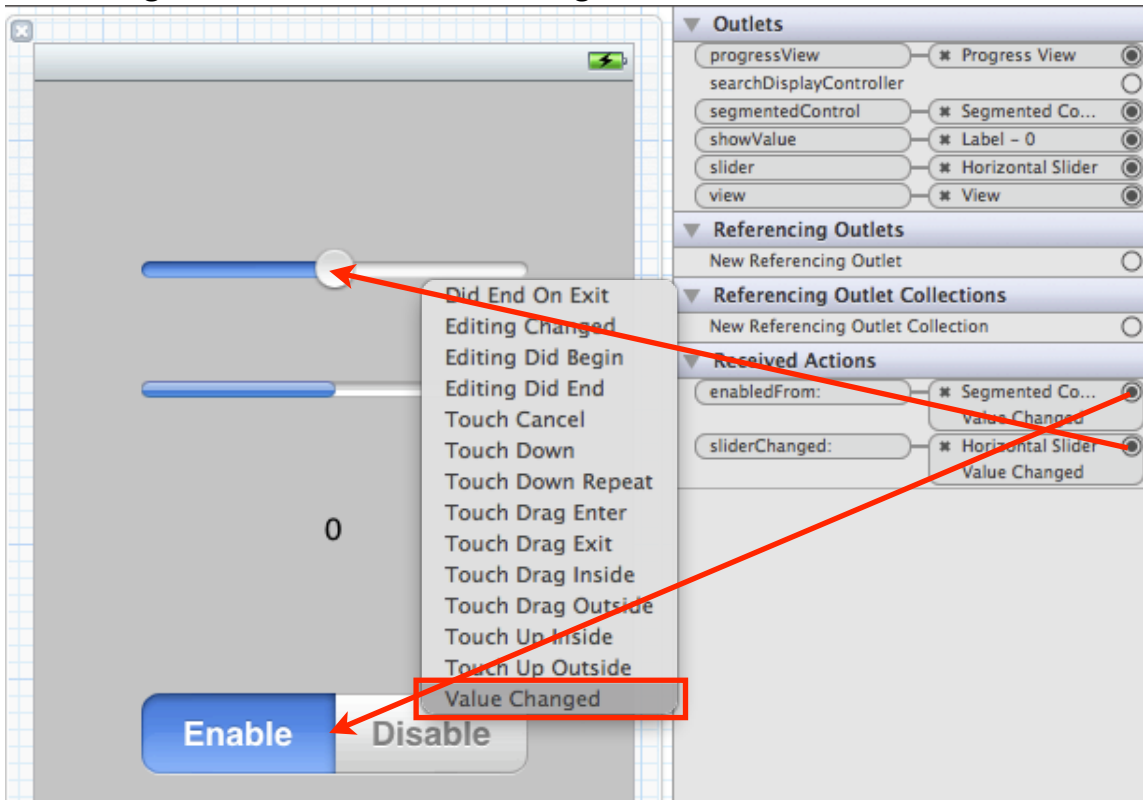 Outlets
progressView ✖ Progress View
searchDisplayController
segmentedControl ✖ Segmented Co...
showValue ✖ Label – 0
slider ✖ Horizontal Slider
view ✖ View
Referencing Outlets
New Referencing Outlet
Referencing Outlet Collections
New Referencing Outlet Collection
Received Actions
enabledFrom: ✖ Segmented Co...
Value Changed
sliderChanged: ✖ Horizontal Slider
Value Changed
Did End On Exit
Editing Changed
Editing Did Begin
Editing Did End
Touch Cancel
Touch Down
Touch Down Repeat
Touch Drag Enter
Touch Drag Exit
Touch Drag Inside
Touch Drag Outside
Touch Up Inside
Touch Up Outside
Value Changed
0
Enable Disable